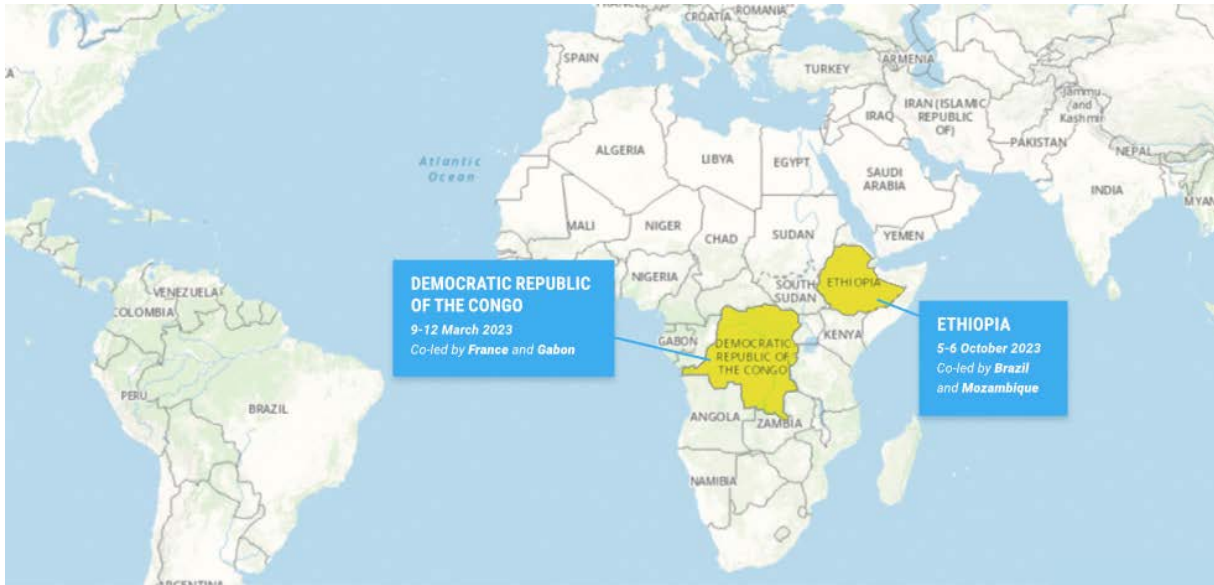 FRANCE
CROATIA
ROMANIA
SPAIN
TURKEY
ARMENIA
IRAN (ISLAMIC
REPUBLIC
OF)
IRAQ
Jammu
and
Kashmir
PAKISTAN
NEPAL
Atlantic
Ocean
ALGERIA
LIBYA
EGYPT
SAUDI
ARABIA
INDIA
MYAN
MALI
NIGER
CHAD
SUDAN
YEMEN
NIGERIA
SOUTH
SUDAN
ETHIOPIA
VENEZUELA
COLOMBIA
DEMOCRATIC REPUBLIC
OF THE CONGO
9-12 March 2023
Co-led by France and Gabon
GABON
DEMOCRATIC
REPUBLIC OF
THE CONGO
KENYA
ETHIOPIA
5-6 October 2023
Co-led by Brazil
and Mozambique
PERU
BRAZIL
ANGOLA
ZAMBIA
NAMIBIA
ARGENTINA